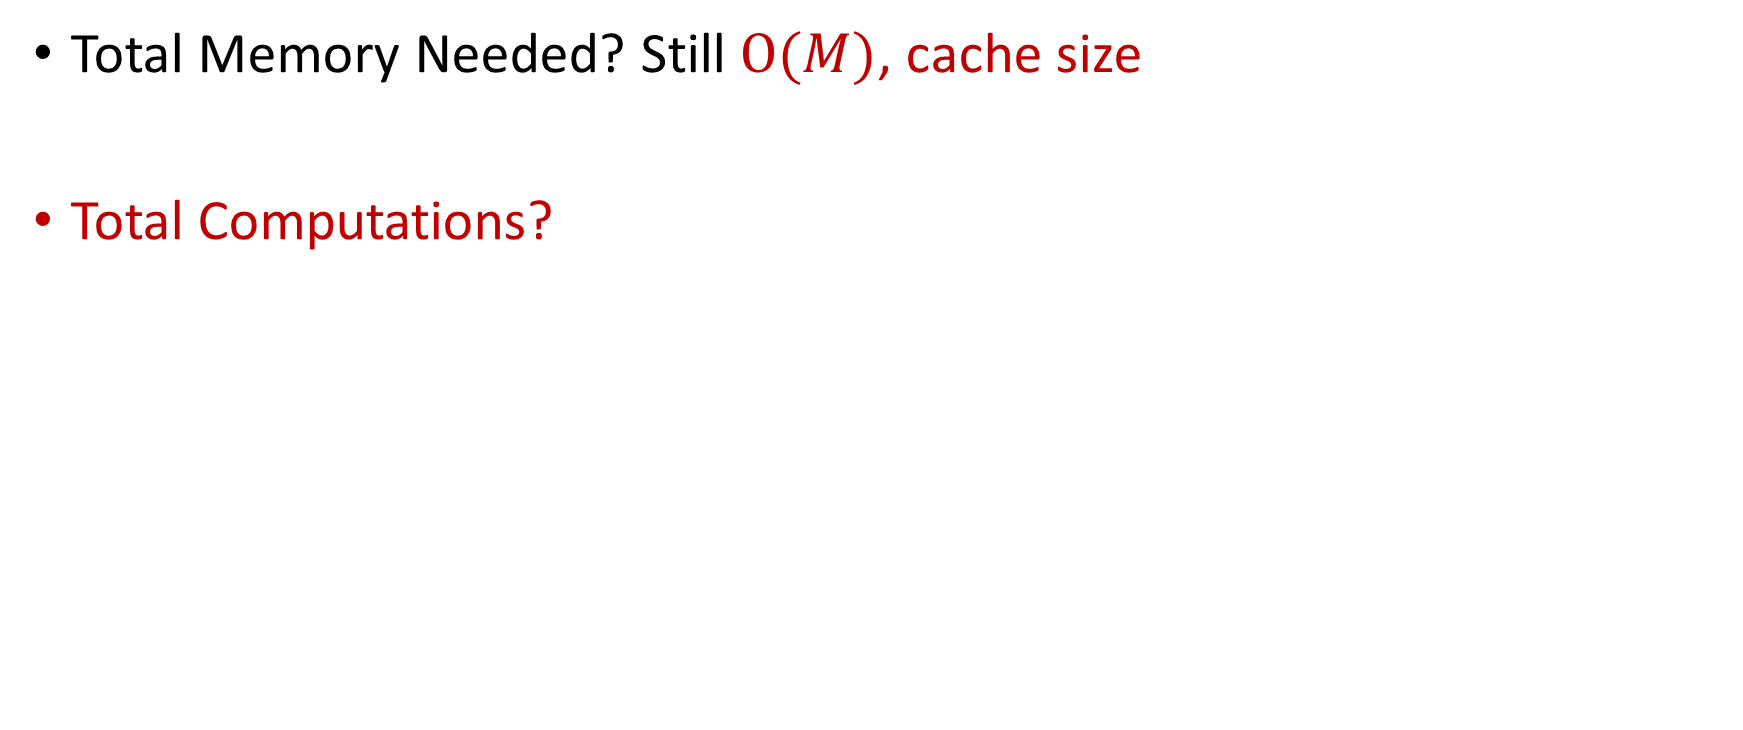 • Total Memory Needed? Still O(M), cache size
• Total Computations?